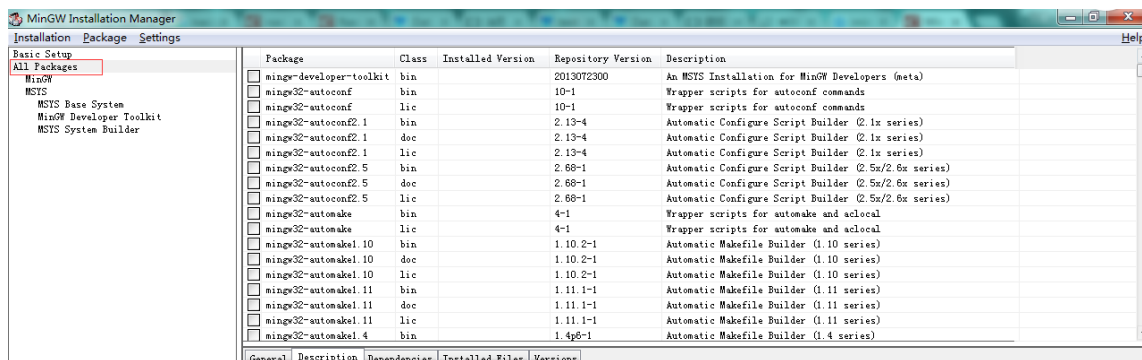 MinGW Installation Manager
Installation Package Settings Help
Basic Setup
All Packages
MinGW
MSYS
MSYS Base System
MinGW Developer Toolkit
MSYS System Builder
Package Class Installed Version Repository Version Description
mingw-developer-toolkit bin 2013072300 An MSYS Installation for MinGW Developers (meta)
mingw32-autoconf bin 10-1 Wrapper scripts for autoconf commands
mingw32-autoconf lic 10-1 Wrapper scripts for autoconf commands
mingw32-autoconf2.1 bin 2.13-4 Automatic Configure Script Builder (2.1x series)
mingw32-autoconf2.1 doc 2.13-4 Automatic Configure Script Builder (2.1x series)
mingw32-autoconf2.1 lic 2.13-4 Automatic Configure Script Builder (2.1x series)
mingw32-autoconf2.5 bin 2.68-1 Automatic Configure Script Builder (2.5x/2.6x series)
mingw32-autoconf2.5 doc 2.68-1 Automatic Configure Script Builder (2.5x/2.6x series)
mingw32-autoconf2.5 lic 2.68-1 Automatic Configure Script Builder (2.5x/2.6x series)
mingw32-automake bin 4-1 Wrapper scripts for automake and aclocal
mingw32-automake lic 4-1 Wrapper scripts for automake and aclocal
mingw32-automake1.10 bin 1.10.2-1 Automatic Makefile Builder (1.10 series)
mingw32-automake1.10 doc 1.10.2-1 Automatic Makefile Builder (1.10 series)
mingw32-automake1.10 lic 1.10.2-1 Automatic Makefile Builder (1.10 series)
mingw32-automake1.11 bin 1.11.1-1 Automatic Makefile Builder (1.11 series)
mingw32-automake1.11 doc 1.11.1-1 Automatic Makefile Builder (1.11 series)
mingw32-automake1.11 lic 1.11.1-1 Automatic Makefile Builder (1.11 series)
mingw32-automake1.4 bin 1.4p6-1 Automatic Makefile Builder (1.4 series)
General Description Dependencies Installed Files Versions